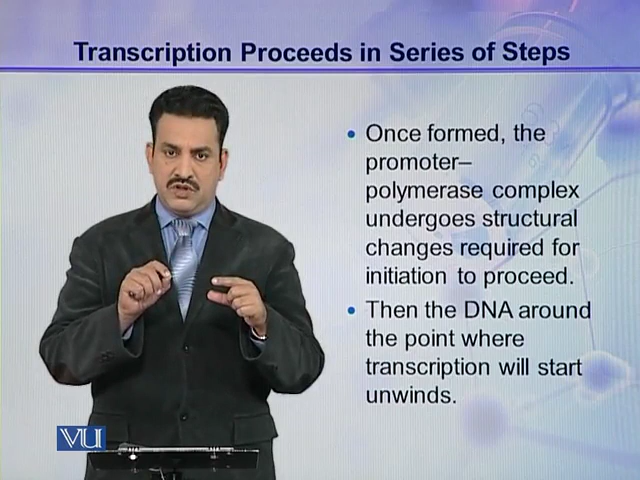 Transcription Proceeds in Series of Steps
• Once formed, the
promoter–
polymerase complex
undergoes structural
changes required for
initiation to proceed.
• Then the DNA around
the point where
transcription will start
unwinds.
VU